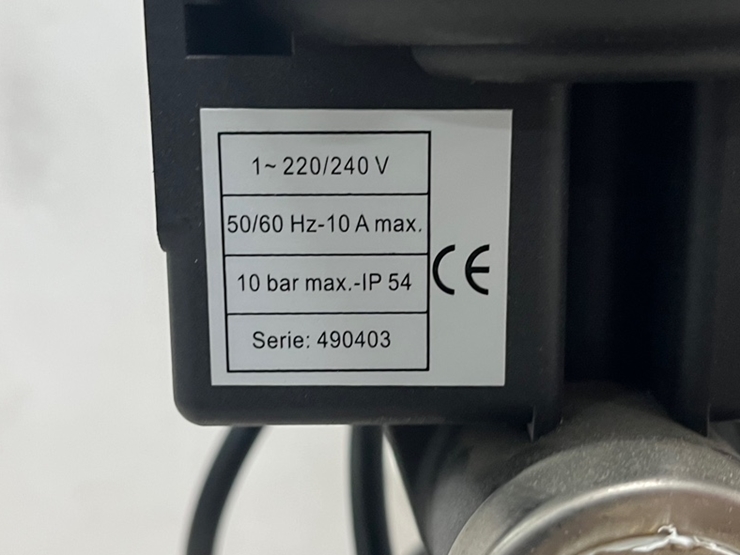 1~ 220/240 V
50/60 Hz-10 A max.
10 bar max.-IP 54
CE
Serie: 490403